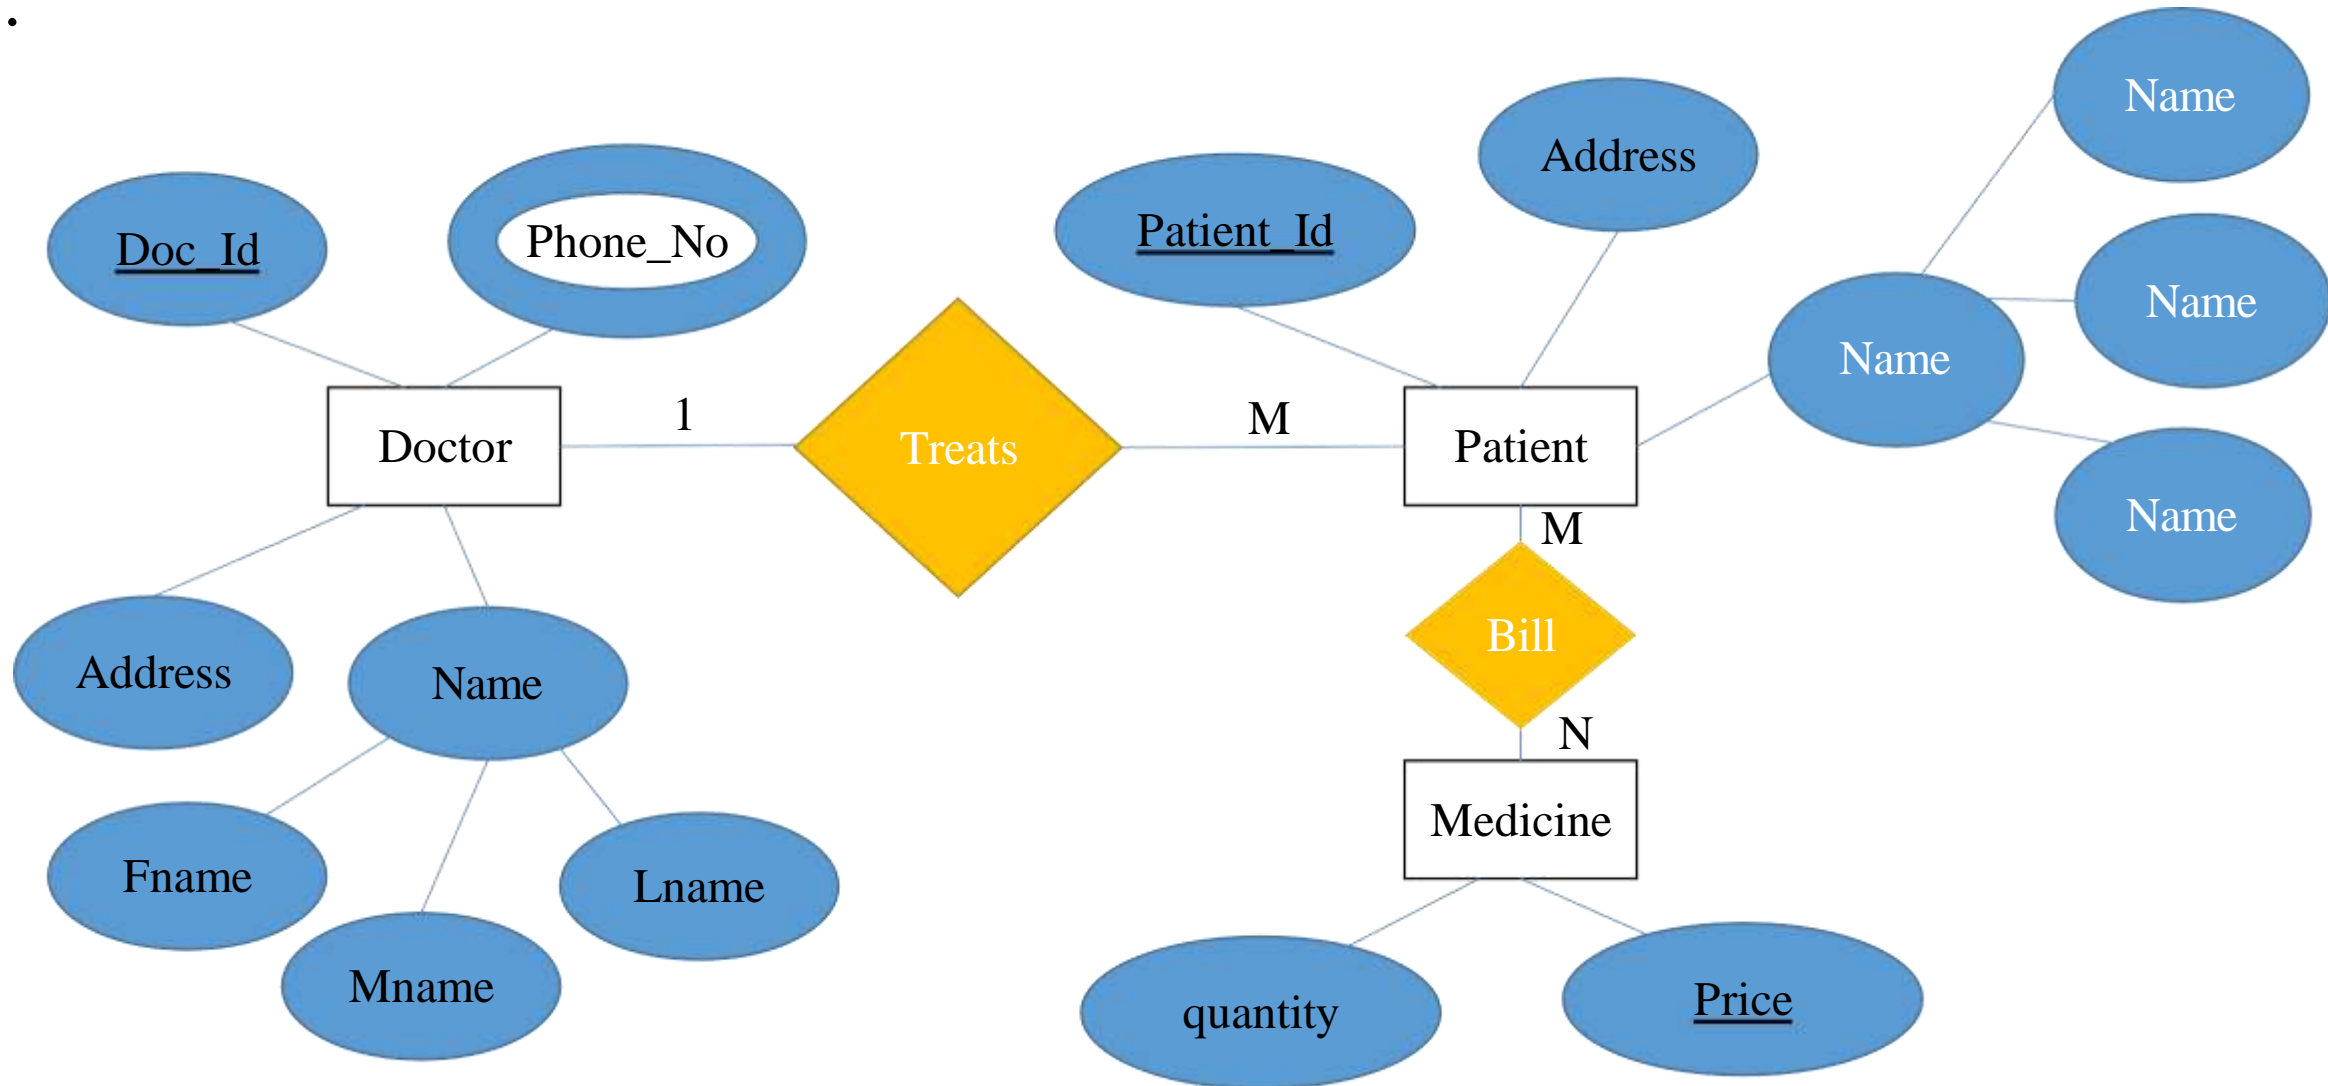 .
Name
Address
Patient_Id
Phone_No
Doc_Id
Name
Name
1
M
Doctor
Treats
Patient
Name
M
Bill
Address
Name
N
Medicine
Fname
Lname
Mname
quantity
Price